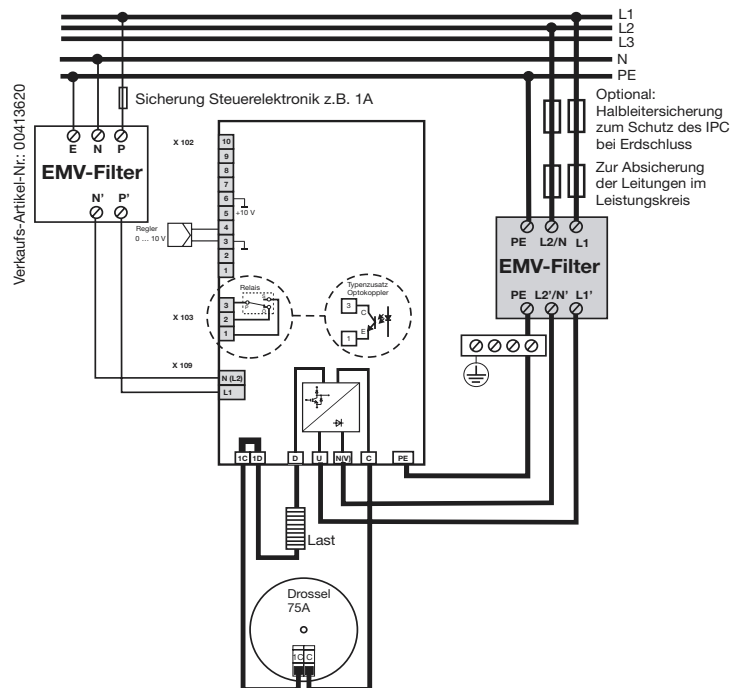 L1
L2
L3
N
PE
Verkaufs-Artikel-Nr.: 00413620
Sicherung Steuerelektronik z.B. 1A
E N P
EMV-Filter
N' P'
Optional:
Halbleitersicherung
zum Schutz des IPC
bei Erdschluss
Zur Absicherung
der Leitungen im
Leistungskreis
X 102
10
9
8
7
6
5 +10 V
4
3
2
1
Regler
0 ... 10 V
PE L2/N L1
EMV-Filter
PE L2'/N' L1'
Relais
Typenzusatz
Optokoppler
X 103
3
2
1
3 C
E
1
X 109
N (L2)
L1
1C 1D D U N(V) C PE
Last
Drossel
75A
1C C